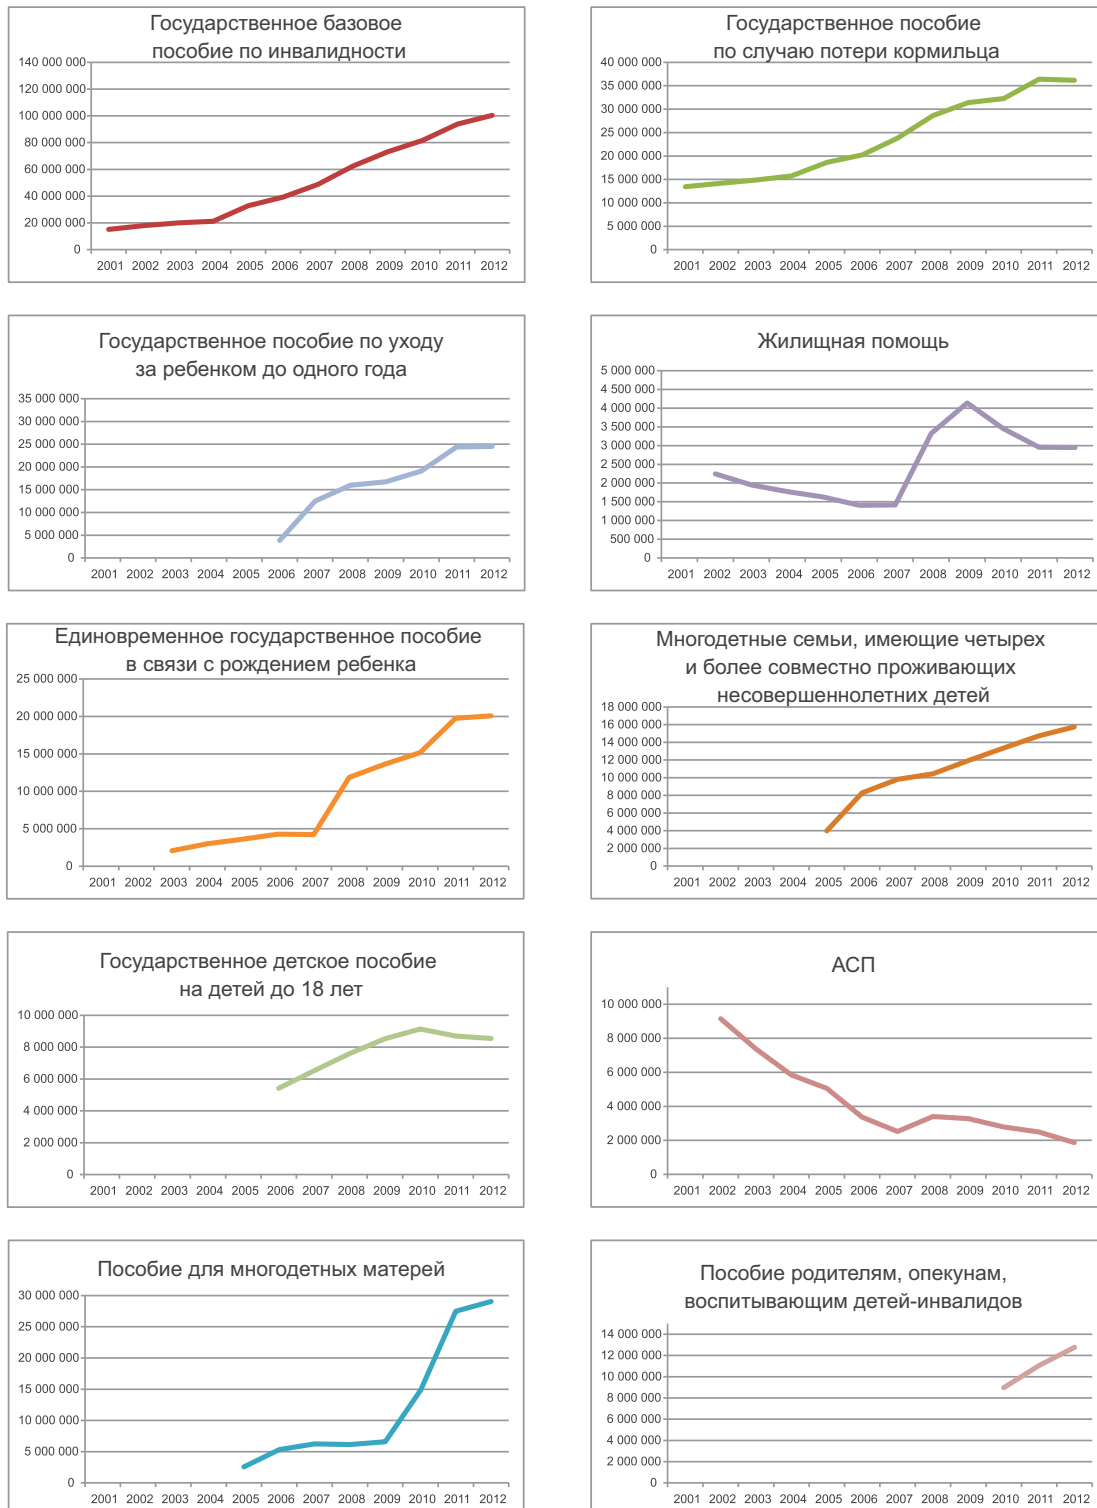 Государственное базовое
пособие по инвалидности
140 000 000
120 000 000
100 000 000
80 000 000
60 000 000
40 000 000
20 000 000
0
2001 2002 2003 2004 2005 2006 2007 2008 2009 2010 2011 2012
Государственное пособие
по случаю потери кормильца
40 000 000
35 000 000
30 000 000
25 000 000
20 000 000
15 000 000
10 000 000
5 000 000
0
2001 2002 2003 2004 2005 2006 2007 2008 2009 2010 2011 2012
Государственное пособие по уходу
за ребенком до одного года
35 000 000
30 000 000
25 000 000
20 000 000
15 000 000
10 000 000
5 000 000
0
2001 2002 2003 2004 2005 2006 2007 2008 2009 2010 2011 2012
Жилищная помощь
5 000 000
4 500 000
4 000 000
3 500 000
3 000 000
2 500 000
2 000 000
1 500 000
1 000 000
500 000
0
2001 2002 2003 2004 2005 2006 2007 2008 2009 2010 2011 2012
Единовременное государственное пособие
в связи с рождением ребенка
25 000 000
20 000 000
15 000 000
10 000 000
5 000 000
0
2001 2002 2003 2004 2005 2006 2007 2008 2009 2010 2011 2012
Многодетные семьи, имеющие четырех
и более совместно проживающих
несовершеннолетних детей
18 000 000
16 000 000
14 000 000
12 000 000
10 000 000
8 000 000
6 000 000
4 000 000
2 000 000
0
2001 2002 2003 2004 2005 2006 2007 2008 2009 2010 2011 2012
Государственное детское пособие
на детей до 18 лет
10 000 000
8 000 000
6 000 000
4 000 000
2 000 000
0
2001 2002 2003 2004 2005 2006 2007 2008 2009 2010 2011 2012
АСП
10 000 000
8 000 000
6 000 000
4 000 000
2 000 000
0
2001 2002 2003 2004 2005 2006 2007 2008 2009 2010 2011 2012
Пособие для многодетных матерей
30 000 000
25 000 000
20 000 000
15 000 000
10 000 000
5 000 000
0
2001 2002 2003 2004 2005 2006 2007 2008 2009 2010 2011 2012
Пособие родителям, опекунам,
воспитывающим детей-инвалидов
14 000 000
12 000 000
10 000 000
8 000 000
6 000 000
4 000 000
2 000 000
0
2001 2002 2003 2004 2005 2006 2007 2008 2009 2010 2011 2012